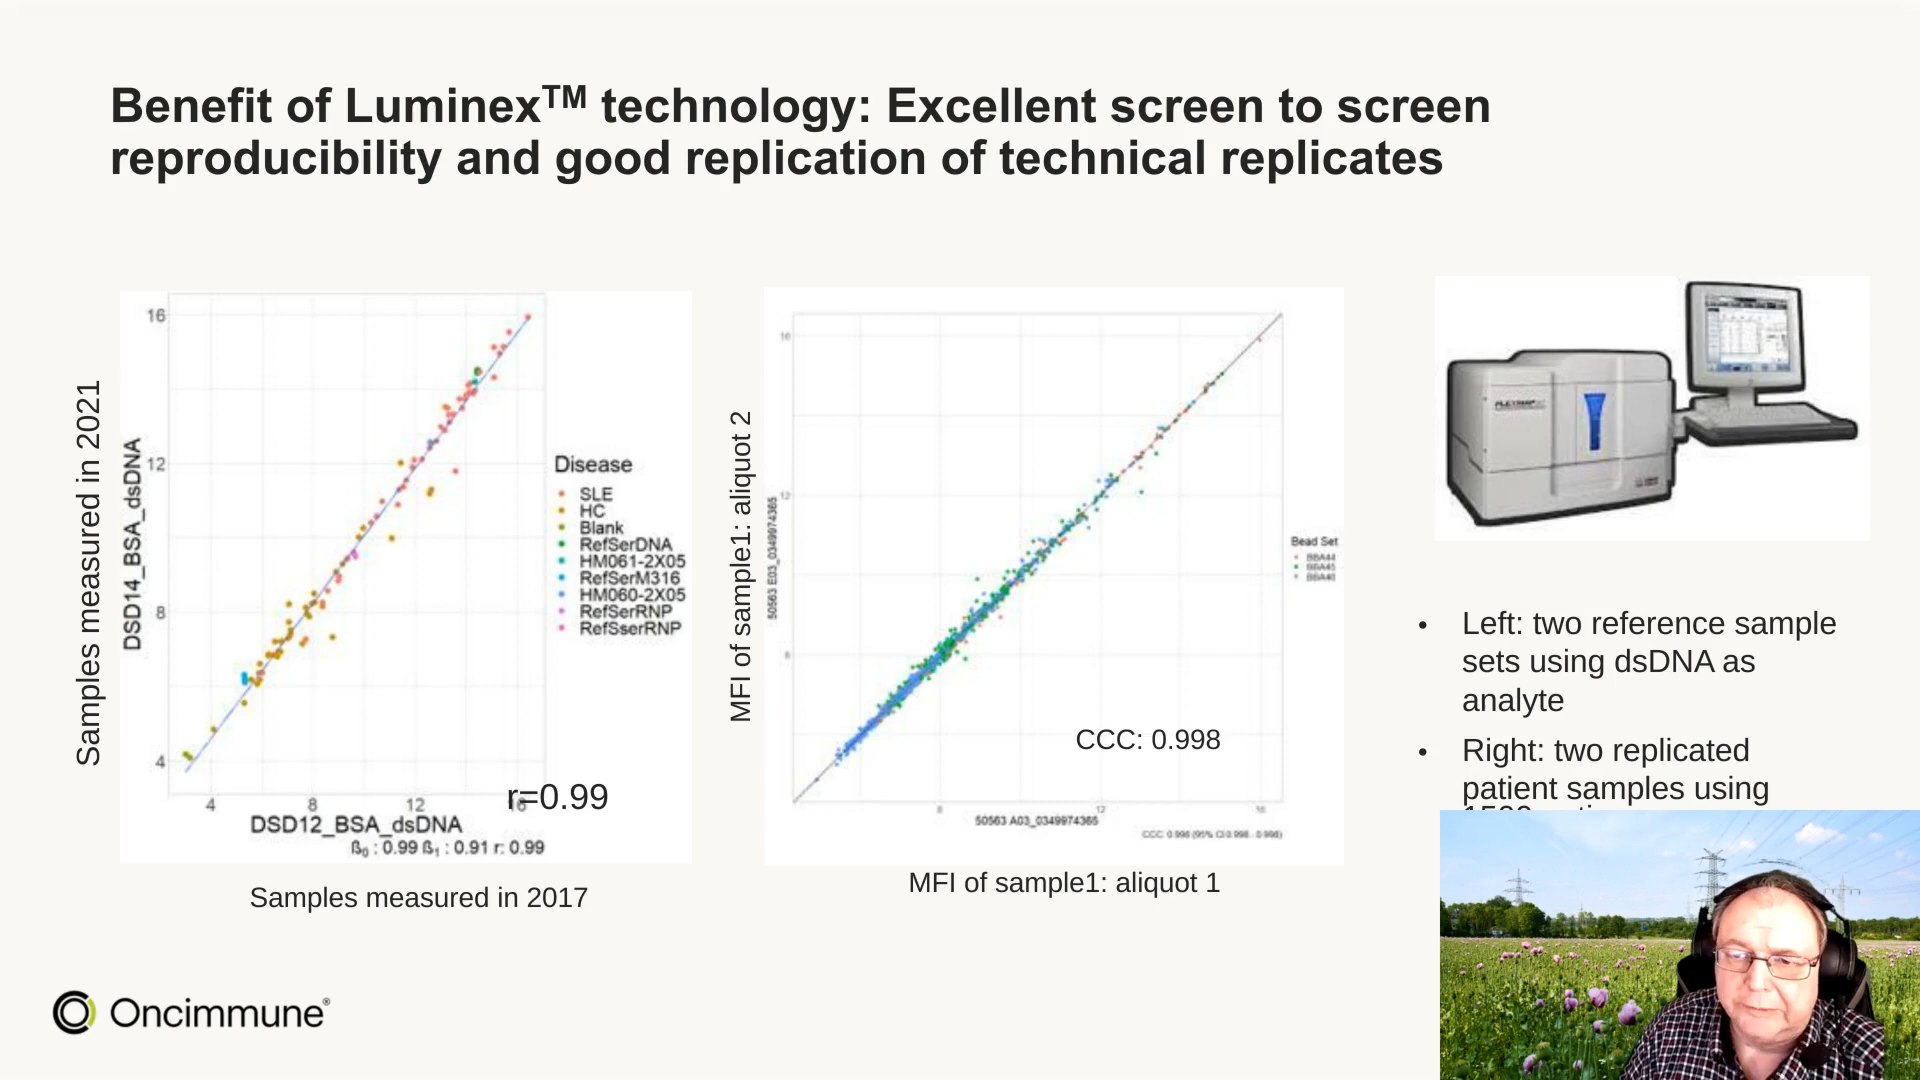 Benefit of Luminex™ technology: Excellent screen to screen
reproducibility and good replication of technical replicates
Samples measured in 2021
DSD14_BSA_dsDNA
16
12
8
4
4
8
12
16
r=0.99
DSD12_BSA_dsDNA
ß₀ : 0.99 ß₁ : 0.91 r: 0.99
Samples measured in 2017
Disease
SLE
HC
Blank
RefSerDNA
HM061-2X05
RefSerM316
HM060-2X05
RefSerRNP
RefSserRNP
MFI of sample1: aliquot 2
50563 E03_0349974365
16
12
8
8
12
16
CCC: 0.998
50563 A03_0349974365
CCC: 0.998 (95% CI 0.998 - 0.998)
MFI of sample1: aliquot 1
Bead Set
• Left: two reference sample
sets using dsDNA as
analyte
• Right: two replicated
patient samples using
Oncimmune®